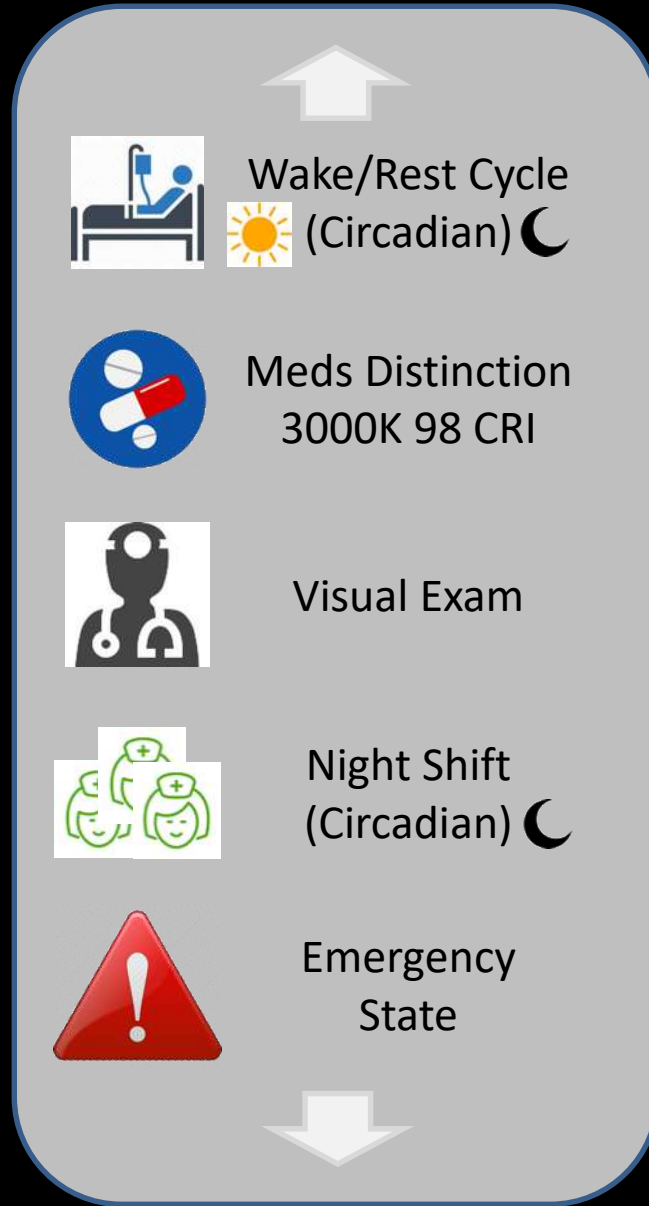 Wake/Rest Cycle
(Circadian)
Meds Distinction
3000K 98 CRI
Visual Exam
Night Shift
(Circadian)
Emergency
State